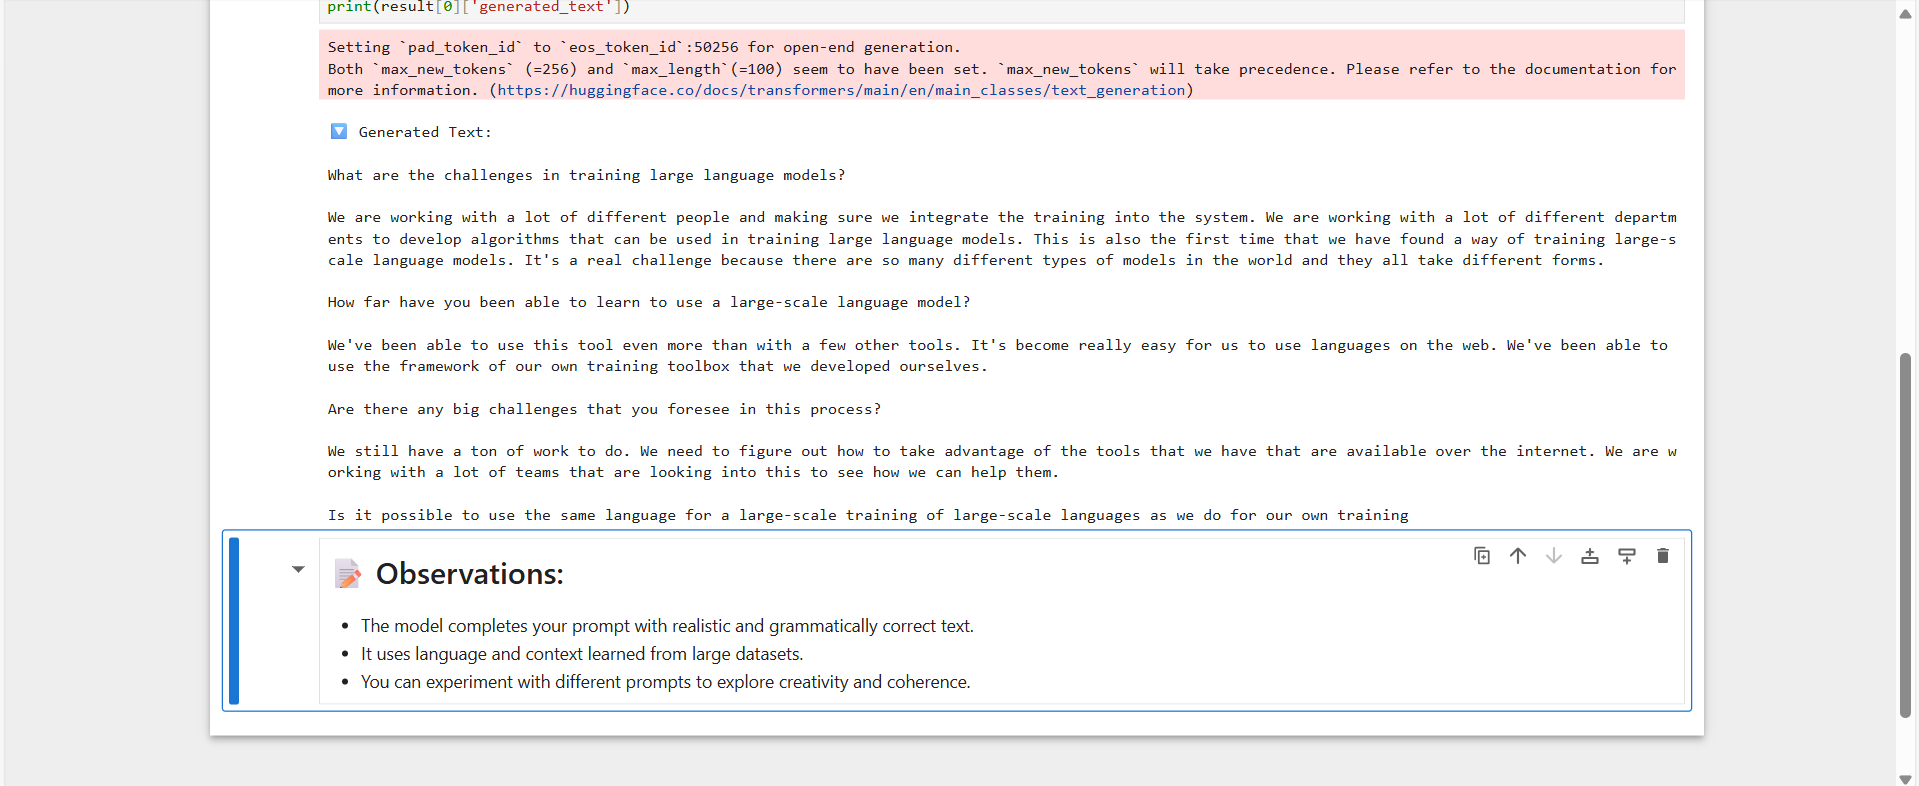 print(result[0]['generated_text'])
Setting `pad_token_id` to `eos_token_id`:50256 for open-end generation.
Both `max_new_tokens` (=256) and `max_length`(=100) seem to have been set. `max_new_tokens` will take precedence. Please refer to the documentation for
more information. (https://huggingface.co/docs/transformers/main/en/main_classes/text_generation)
🔽 Generated Text:
What are the challenges in training large language models?
We are working with a lot of different people and making sure we integrate the training into the system. We are working with a lot of different departm
ents to develop algorithms that can be used in training large language models. This is also the first time that we have found a way of training large-s
cale language models. It's a real challenge because there are so many different types of models in the world and they all take different forms.
How far have you been able to learn to use a large-scale language model?
We've been able to use this tool even more than with a few other tools. It's become really easy for us to use languages on the web. We've been able to
use the framework of our own training toolbox that we developed ourselves.
Are there any big challenges that you foresee in this process?
We still have a ton of work to do. We need to figure out how to take advantage of the tools that we have that are available over the internet. We are w
orking with a lot of teams that are looking into this to see how we can help them.
Is it possible to use the same language for a large-scale training of large-scale languages as we do for our own training
📝 Observations:
• The model completes your prompt with realistic and grammatically correct text.
• It uses language and context learned from large datasets.
• You can experiment with different prompts to explore creativity and coherence.